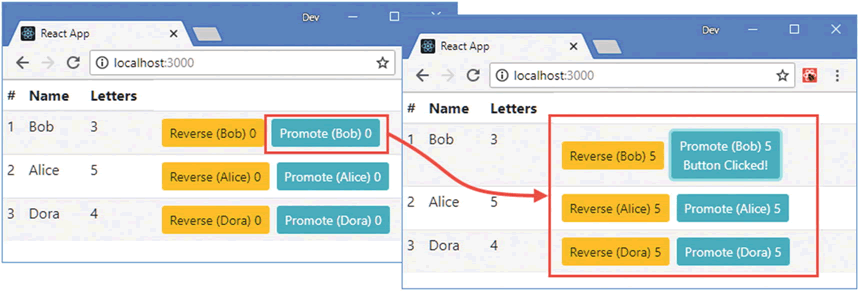 Dev
React App
localhost:3000
# Name Letters
1 Bob 3 Reverse (Bob) 0 Promote (Bob) 0
2 Alice 5 Reverse (Alice) 0 Promote (Alice) 0
3 Dora 4 Reverse (Dora) 0 Promote (Dora) 0
Dev
React App
localhost:3000
# Name Letters
1 Bob 3 Reverse (Bob) 5 Promote (Bob) 5
Button Clicked!
2 Alice 5 Reverse (Alice) 5 Promote (Alice) 5
3 Dora 4 Reverse (Dora) 5 Promote (Dora) 5